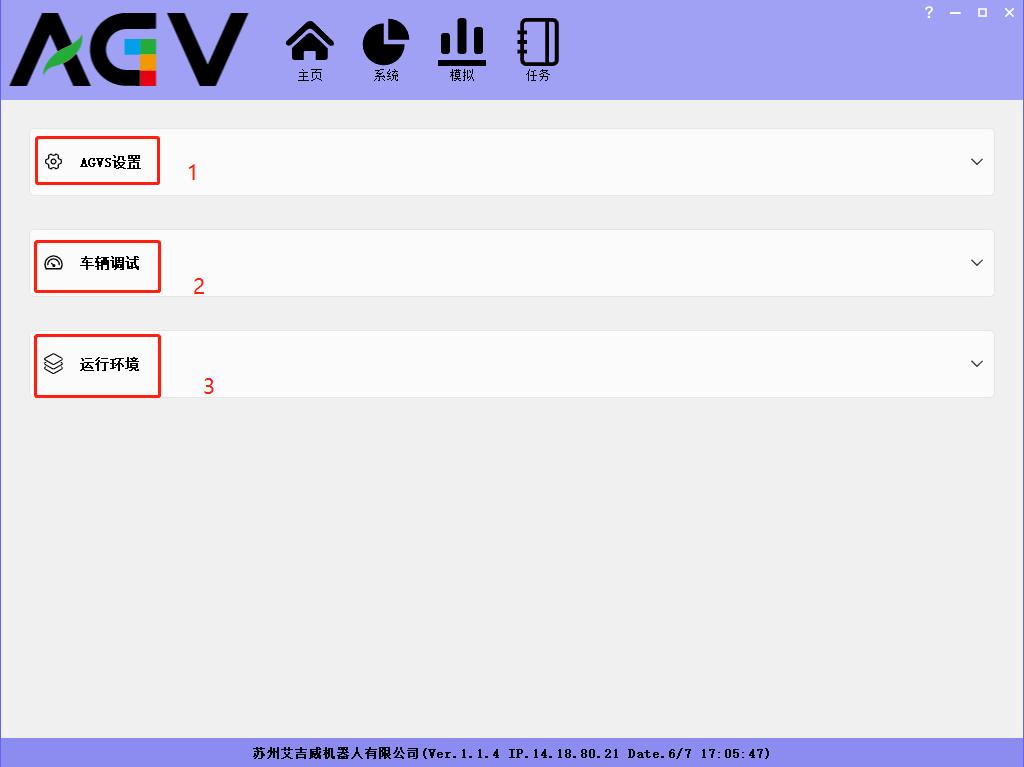 AGV
? 
主页 系统 模拟 任务
AGVS设置
1
车辆调试
2
运行环境
3
苏州艾吉威机器人有限公司(Ver.1.1.4 IP.14.18.80.21 Date.6/7 17:05:47)